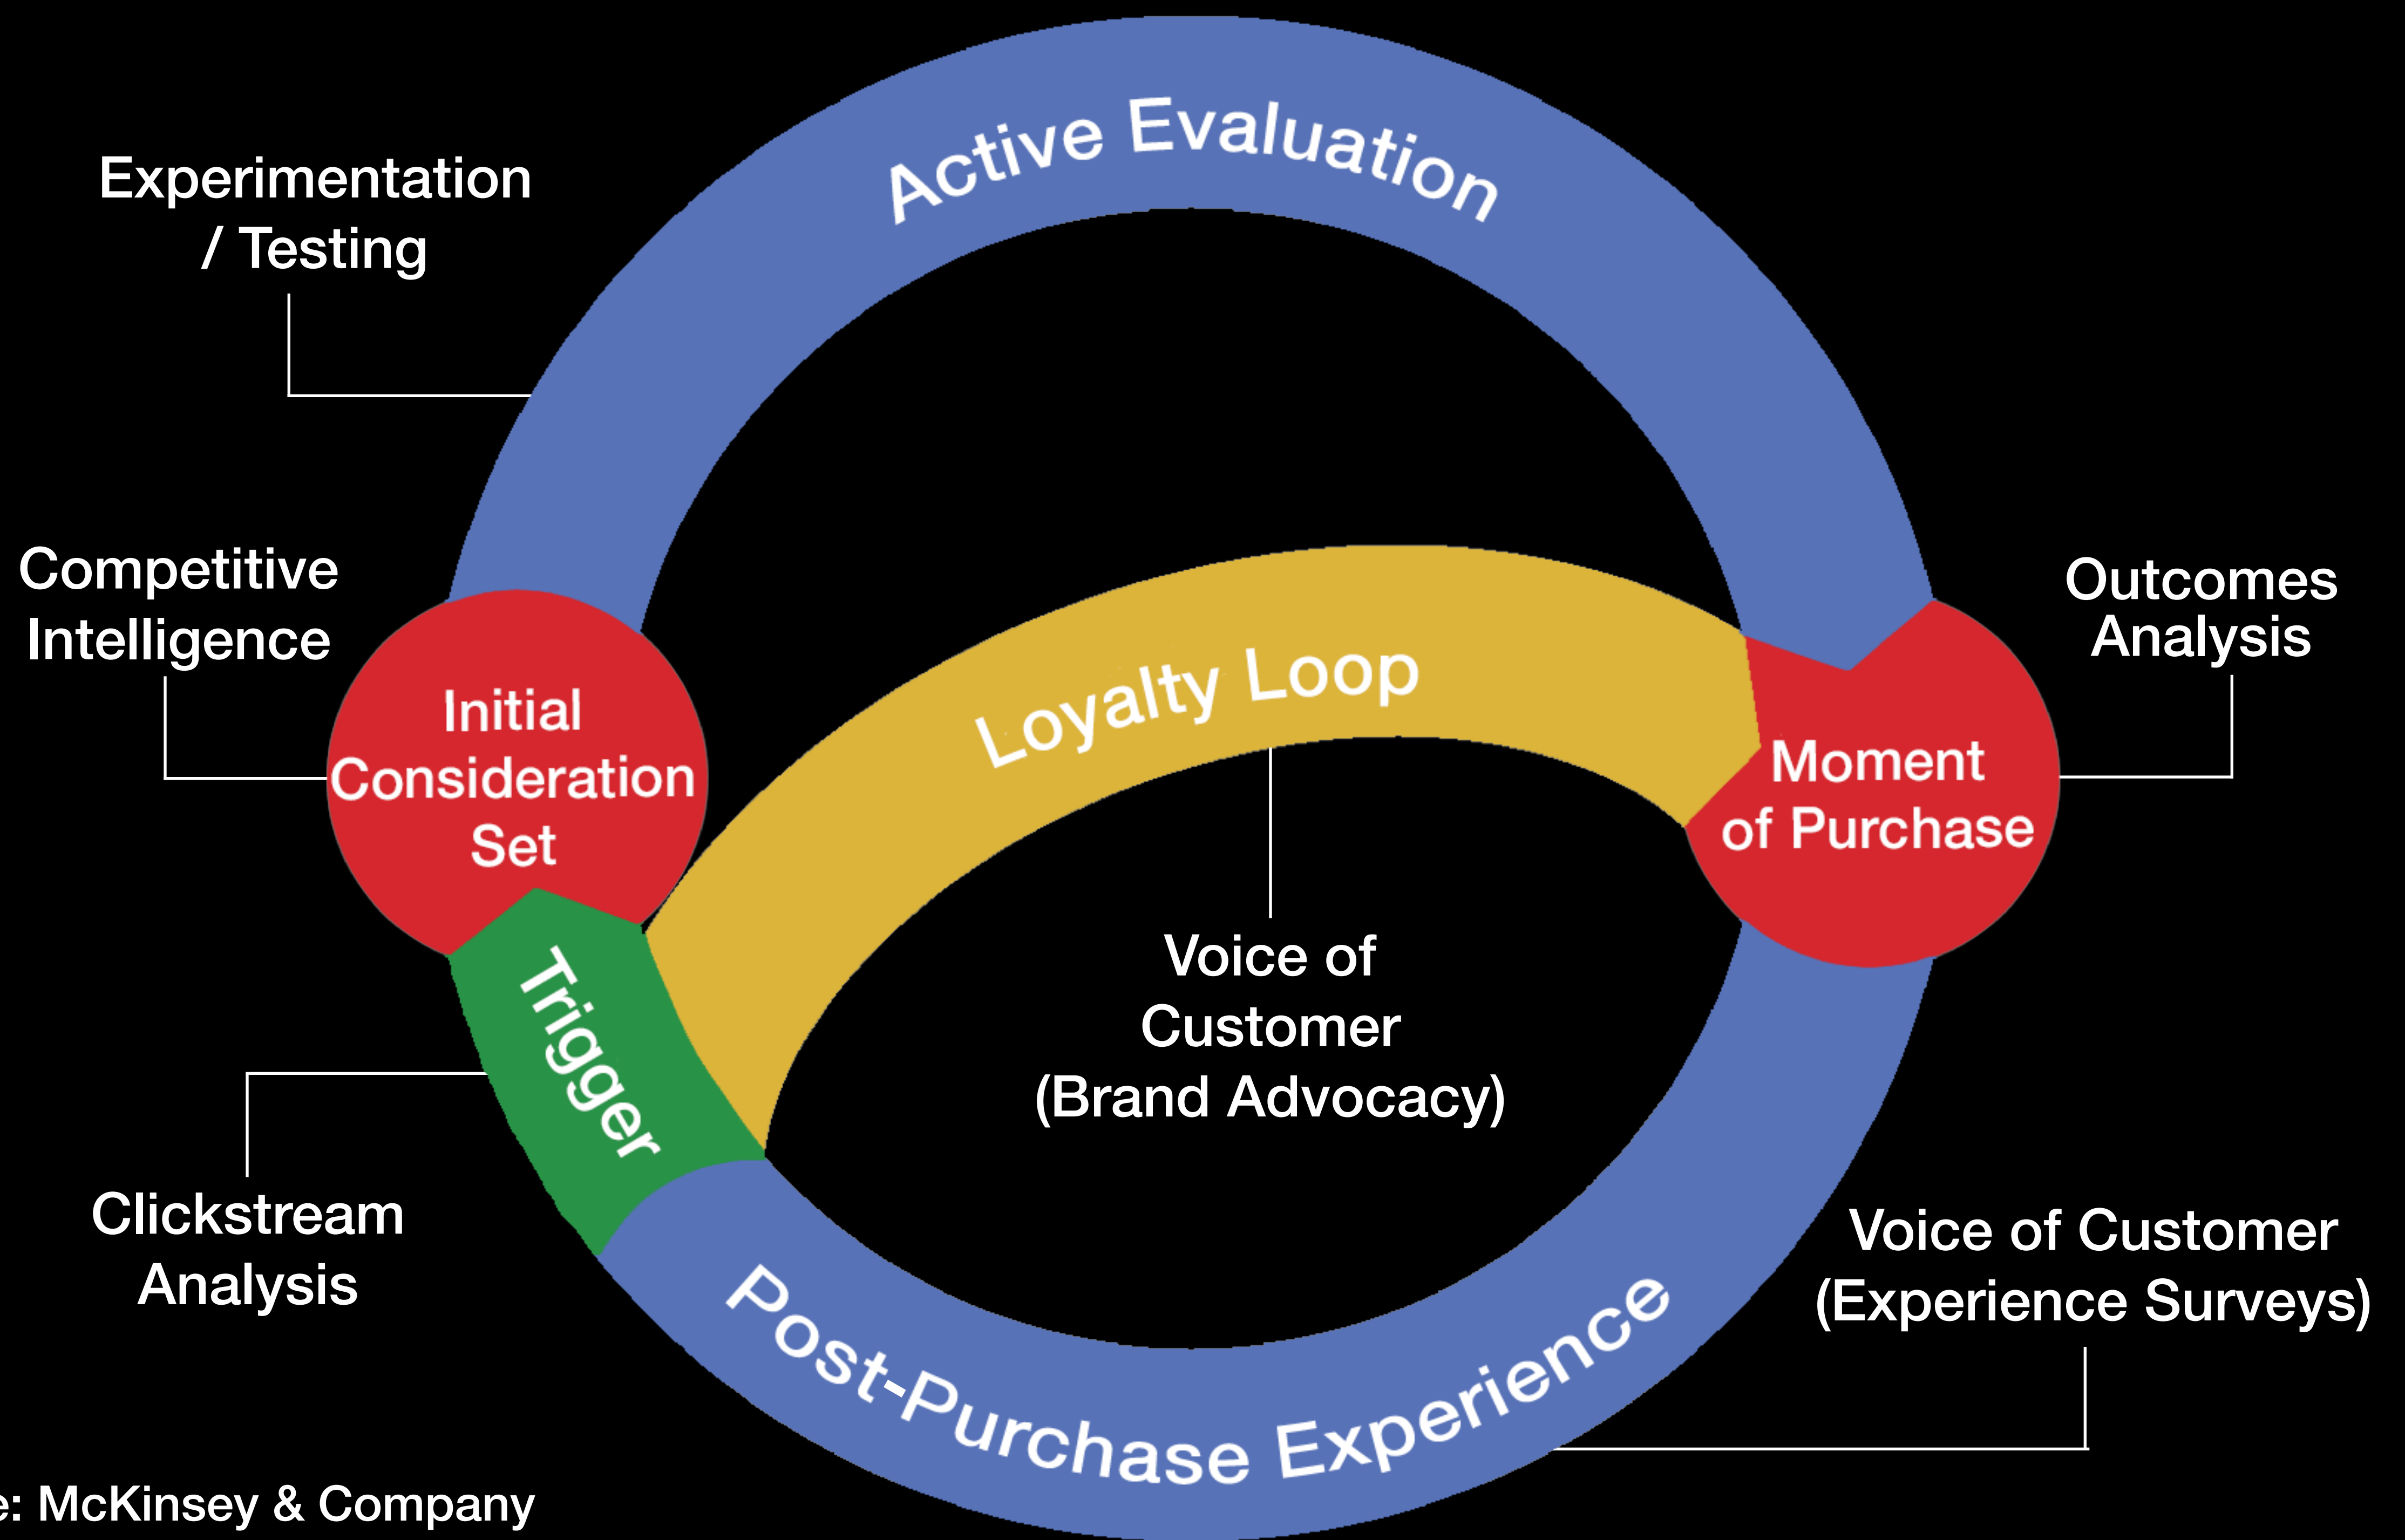 Active Evaluation
Experimentation
/ Testing
Competitive
Intelligence
Initial
Consideration
Set
Loyalty Loop
Moment
of Purchase
Outcomes
Analysis
Trigger
Voice of
Customer
(Brand Advocacy)
Clickstream
Analysis
Voice of Customer
(Experience Surveys)
Post-Purchase Experience
e: McKinsey & Company